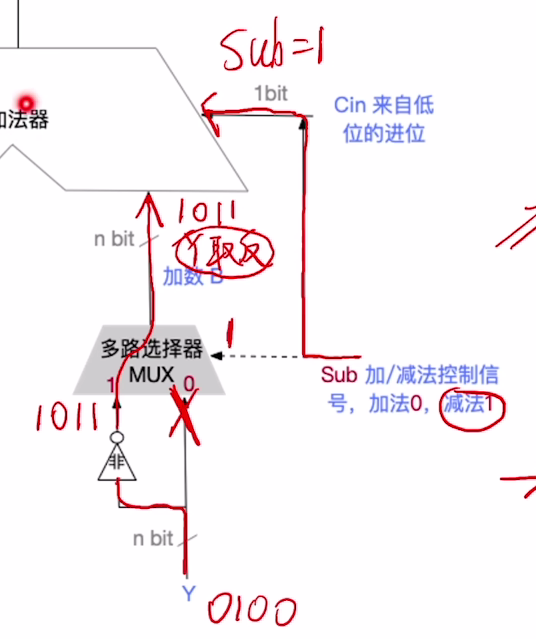 Sub=1
1bit
Cin 来自低
位的进位
加法器
1011
n bit
Y取反
加数 B
1
多路选择器
MUX
1
0
Sub 加/减法控制信
号，加法0，减法1
1011
非
n bit
Y
0100